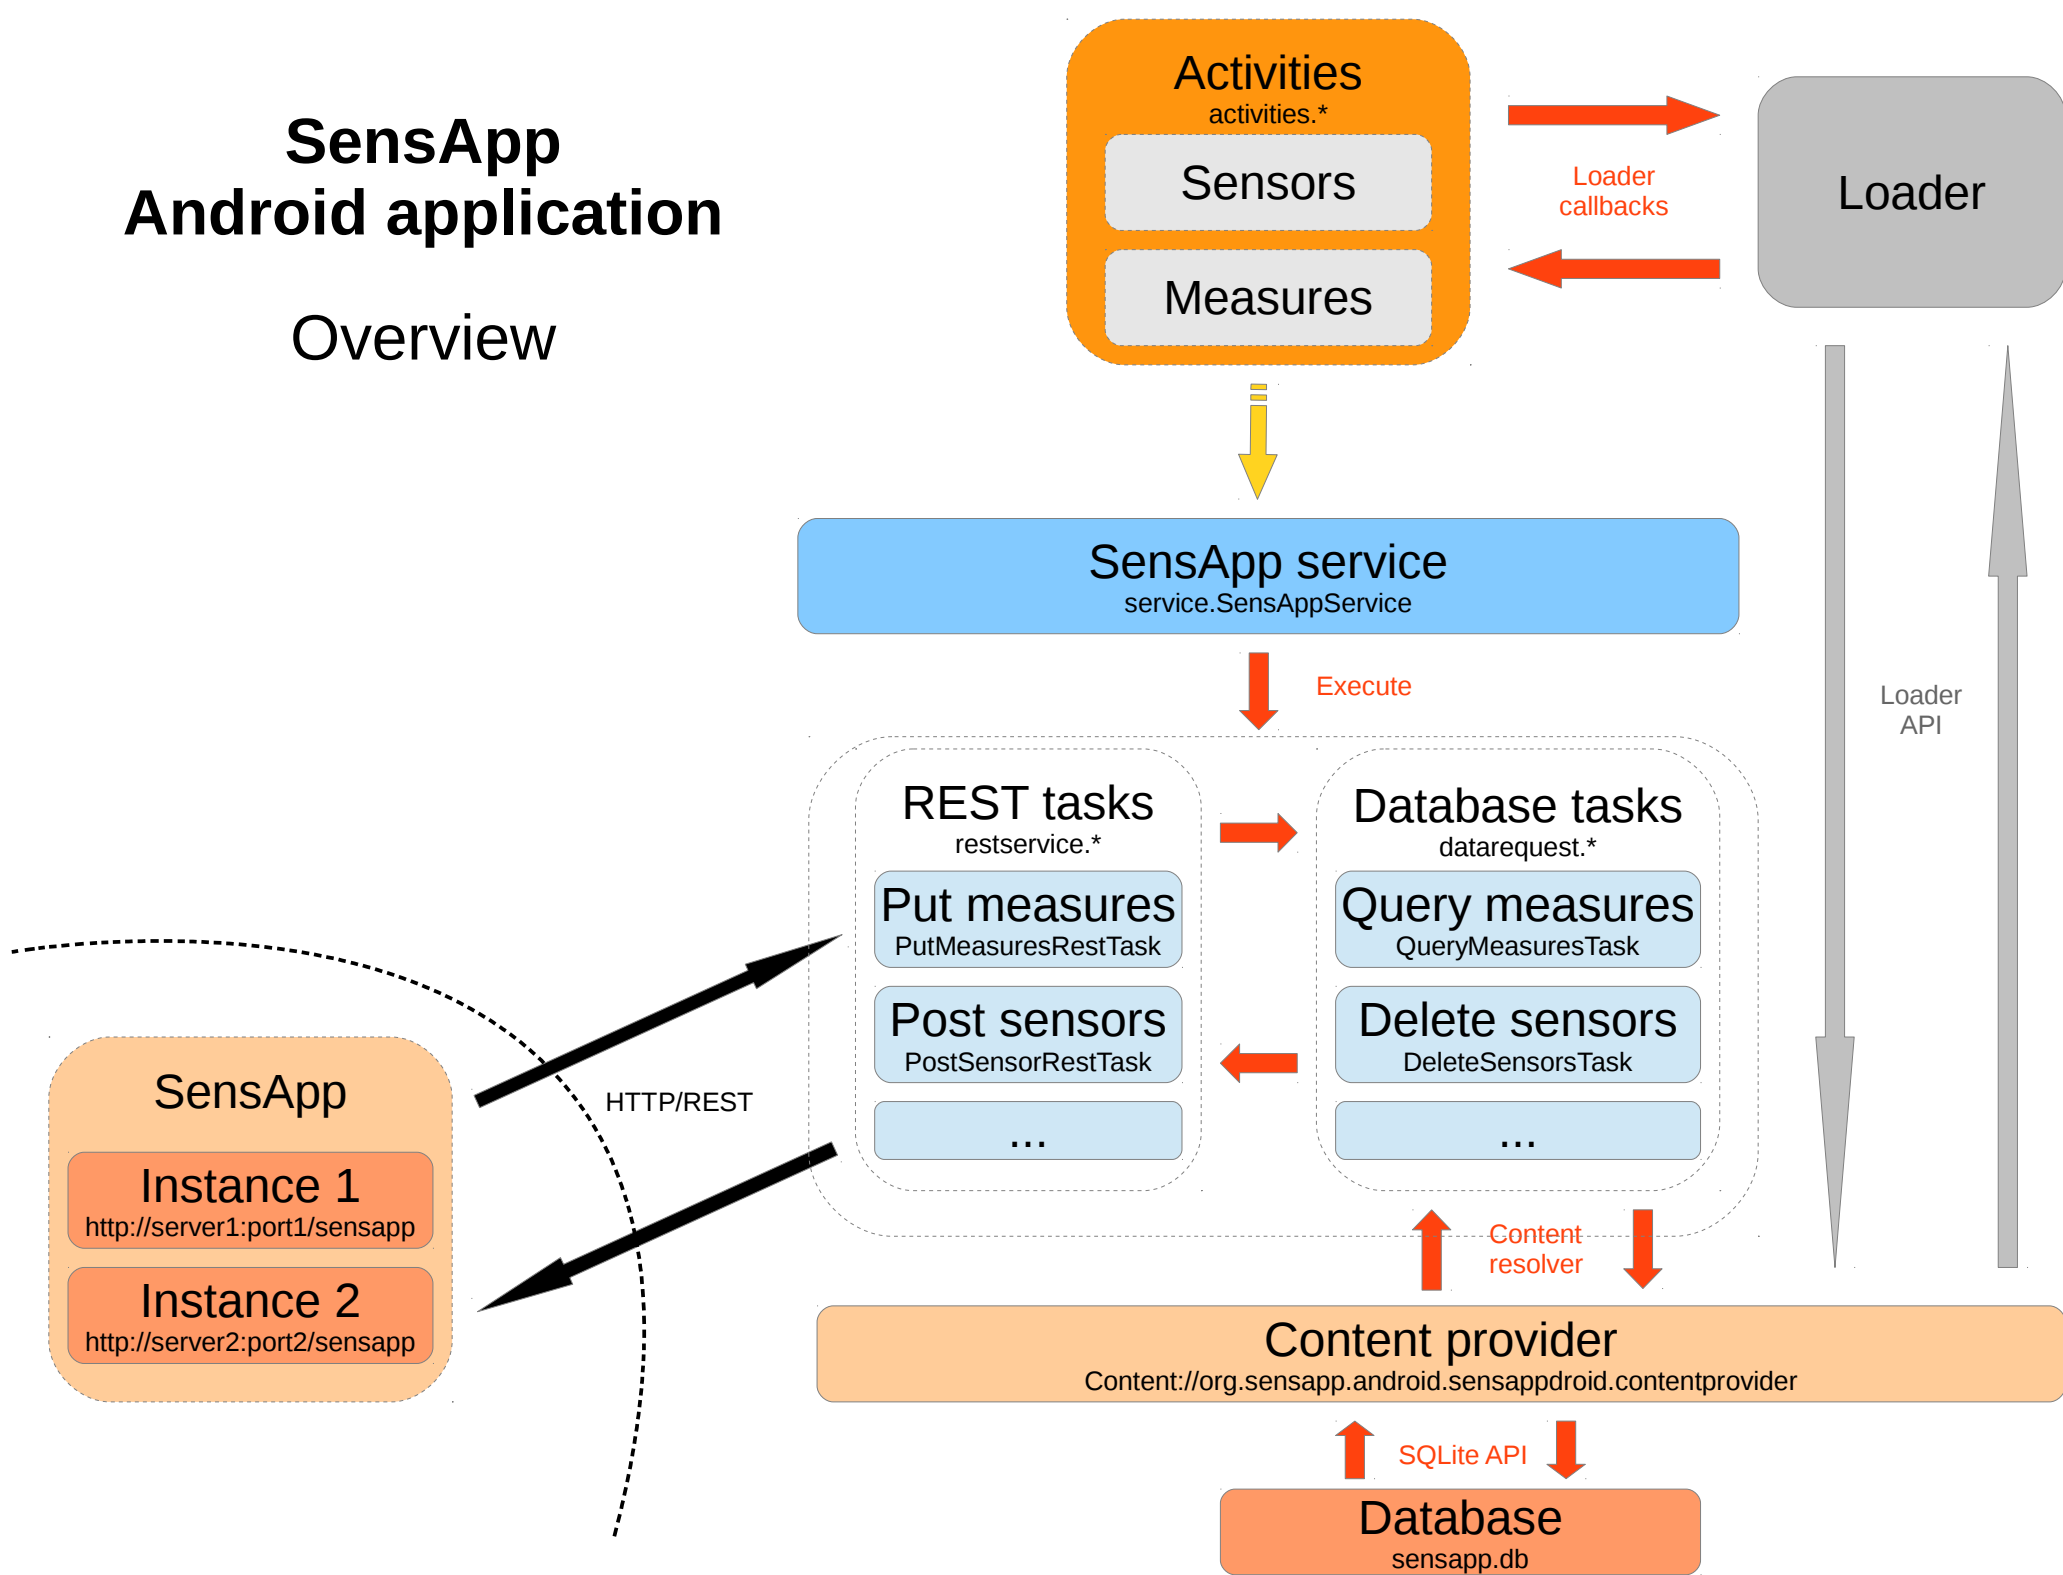 SensApp
Android application
Overview
Activities
activities.*
Sensors
Measures
Loader
callbacks
Loader
SensApp service
service.SensAppService
Execute
Loader
API
REST tasks
restservice.*
Put measures
PutMeasuresRestTask
Post sensors
PostSensorRestTask
...
Database tasks
datarequest.*
Query measures
QueryMeasuresTask
Delete sensors
DeleteSensorsTask
...
HTTP/REST
SensApp
Instance 1
http://server1:port1/sensapp
Instance 2
http://server2:port2/sensapp
Content
resolver
Content provider
Content://org.sensapp.android.sensappdroid.contentprovider
SQLite API
Database
sensapp.db